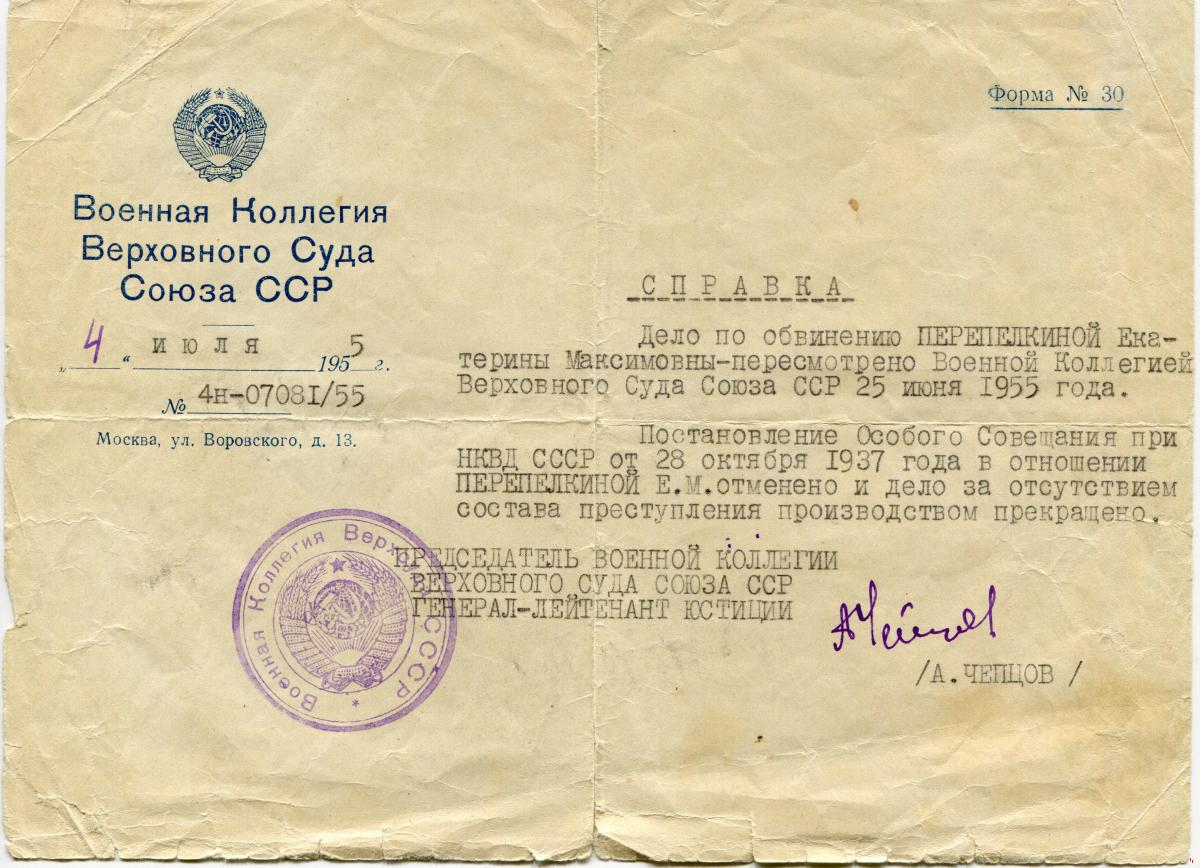 Форма № 30
Военная Коллегия
Верховного Суда
Союза ССР
„ 4 “ июля 1955 г.
№ 4н-07081/55
Москва, ул. Воровского, д. 13.
СПРАВКА
Дело по обвинению ПЕРЕПЕЛКИНОЙ Ека-
терины Максимовны-пересмотрено Военной Коллегией
Верховного Суда Союза ССР 25 июня 1955 года.
Постановление Особого Совещания при
НКВД СССР от 28 октября 1937 года в отношении
ПЕРЕПЕЛКИНОЙ Е.М.отменено и дело за отсутствием
состава преступления производством прекращено.
ПРЕДСЕДАТЕЛЬ ВОЕННОЙ КОЛЛЕГИИ
ВЕРХОВНОГО СУДА СОЮЗА ССР
ГЕНЕРАЛ-ЛЕЙТЕНАНТ ЮСТИЦИИ
А Чепцов
/А.ЧЕПЦОВ /
Военная Коллегия СССР